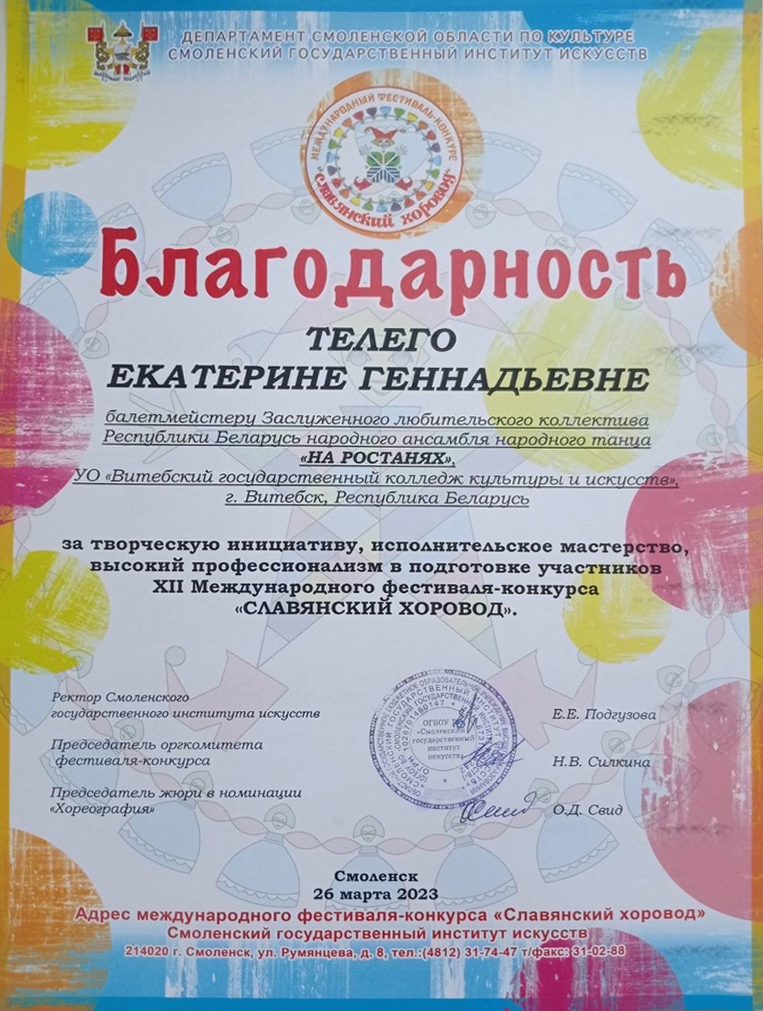 ДЕПАРТАМЕНТ СМОЛЕНСКОЙ ОБЛАСТИ ПО КУЛЬТУРЕ
СМОЛЕНСКИЙ ГОСУДАРСТВЕННЫЙ ИНСТИТУТ ИСКУССТВ
МЕЖДУНАРОДНЫЙ ФЕСТИВАЛЬ-КОНКУРС
"Славянский хоровод"
Благодарность
ТЕЛЕГО
ЕКАТЕРИНЕ ГЕННАДЬЕВНЕ
балетмейстеру Заслуженного любительского коллектива
Республики Беларусь народного ансамбля народного танца
«НА РОСТАНЯХ»,
УО «Витебский государственный колледж культуры и искусств»,
г. Витебск, Республика Беларусь
за творческую инициативу, исполнительское мастерство,
высокий профессионализм в подготовке участников
XII Международного фестиваля-конкурса
«СЛАВЯНСКИЙ ХОРОВОД».
Ректор Смоленского
государственного института искусств
Е.Е. Подгузова
Председатель оргкомитета
фестиваля-конкурса
Н.В. Силкина
Председатель жюри в номинации
«Хореография»
О.Д. Свид
ОГБОУ ВО
«Смоленский
государственный
институт
искусств»
Смоленск
26 марта 2023
Адрес международного фестиваля-конкурса «Славянский хоровод»
Смоленский государственный институт искусств
214020 г. Смоленск, ул. Румянцева, д. 8, тел.:(4812) 31-74-47 т/факс: 31-02-88